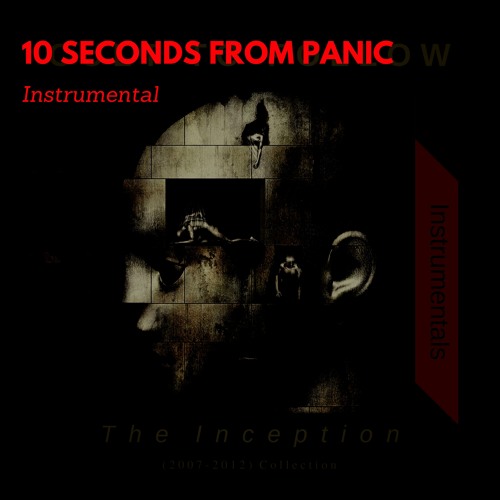 10 SECONDS FROM PANIC
Instrumental
Instrumentals
The Inception
(2007-2012) Collection